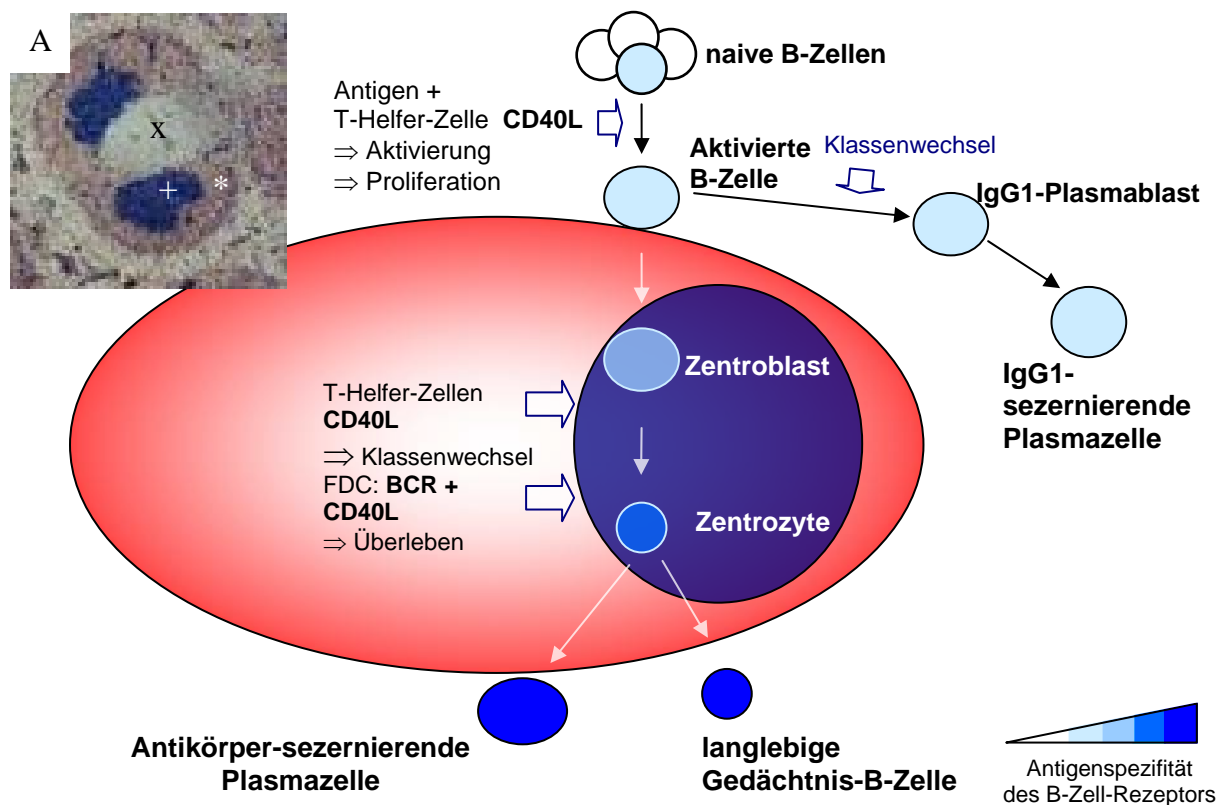 A
x
+
*
naive B-Zellen
Antigen +
T-Helfer-Zelle CD40L
⇒ Aktivierung
⇒ Proliferation
Aktivierte
B-Zelle
Klassenwechsel
IgG1-Plasmablast
IgG1-
sezernierende
Plasmazelle
Zentroblast
T-Helfer-Zellen
CD40L
⇒ Klassenwechsel
FDC: BCR +
CD40L
⇒ Überleben
Zentrozyte
Antikörper-sezernierende
Plasmazelle
langlebige
Gedächtnis-B-Zelle
Antigenspezifität
des B-Zell-Rezeptors